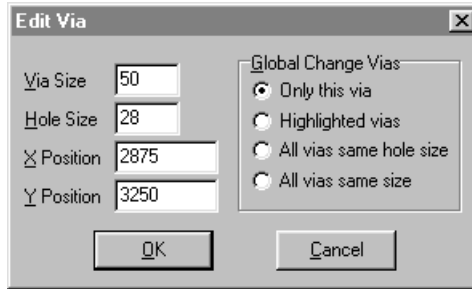 Edit Via
Via Size 50
Hole Size 28
X Position 2875
Y Position 3250
Global Change Vias
Only this via
Highlighted vias
All vias same hole size
All vias same size
OK Cancel